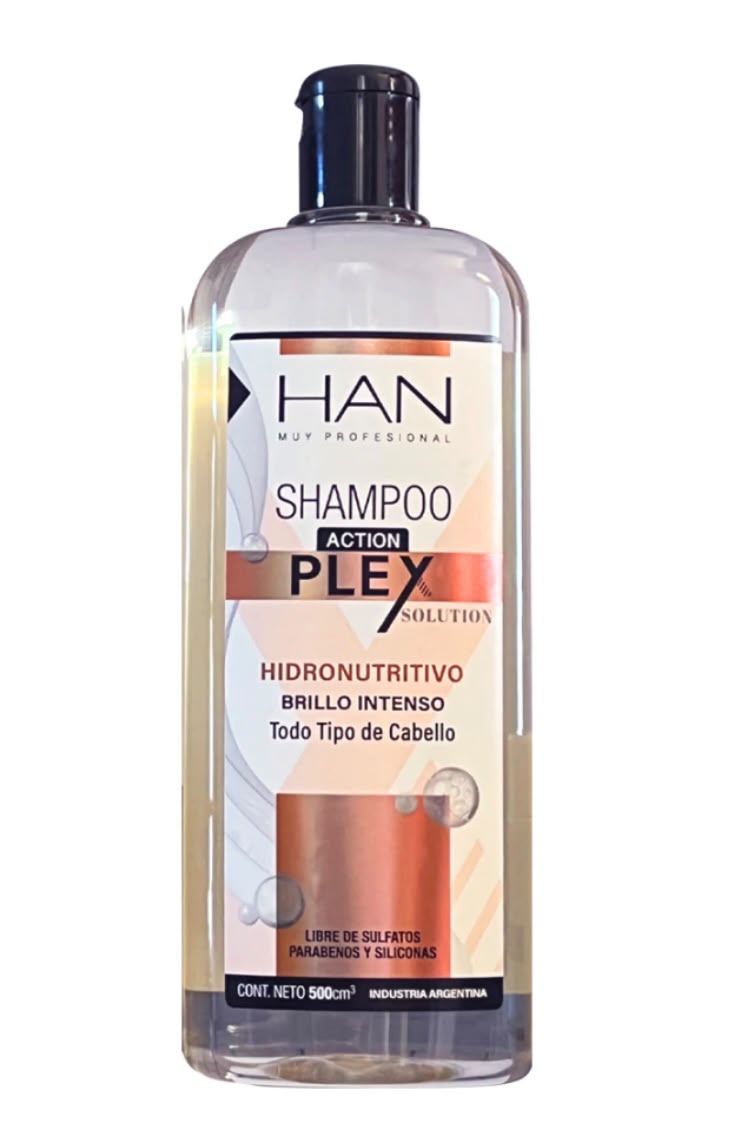 HAN
MUY PROFESIONAL
SHAMPOO
ACTION
PLEX
SOLUTION
HIDRONUTRITIVO
BRILLO INTENSO
Todo Tipo de Cabello
LIBRE DE SULFATOS
PARABENOS Y SILICONAS
CONT. NETO 500cm³ INDUSTRIA ARGENTINA